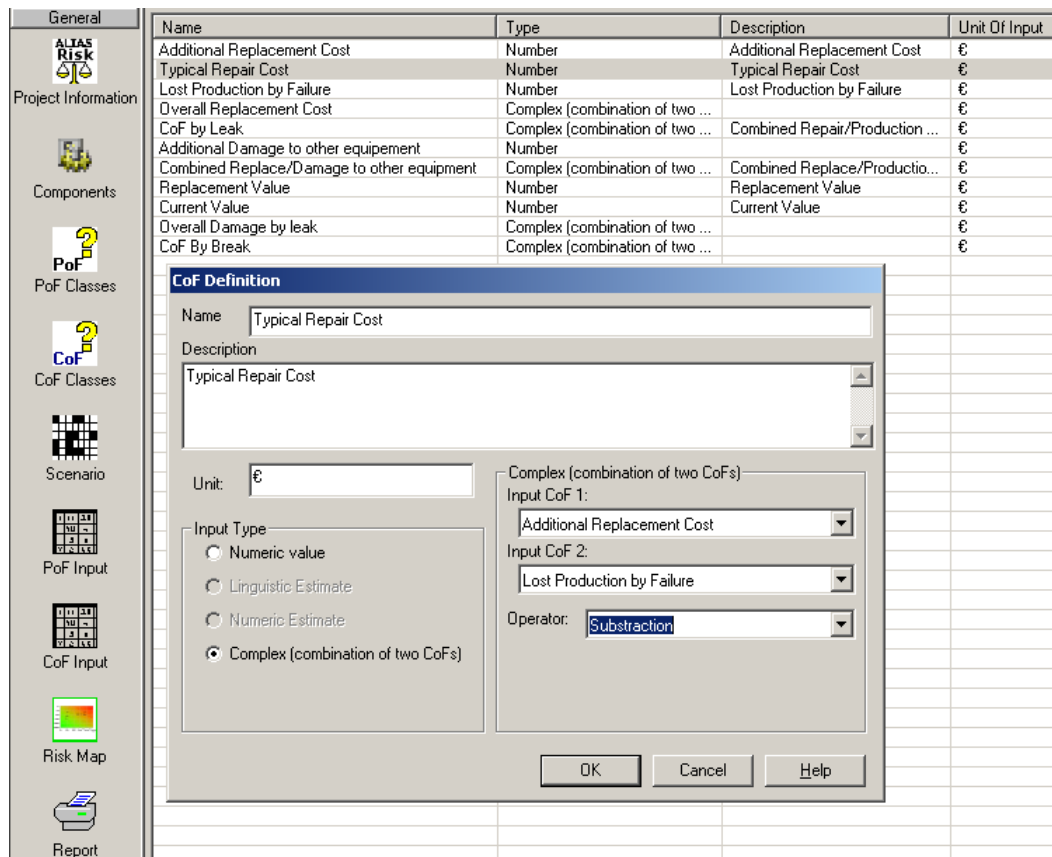 General
ALIAS
Risk
Project Information
Components
PoF
PoF Classes
CoF
CoF Classes
Scenario
PoF Input
CoF Input
Risk Map
Report
Name Type Description Unit Of Input
Additional Replacement Cost Number Additional Replacement Cost €
Typical Repair Cost Number Typical Repair Cost €
Lost Production by Failure Number Lost Production by Failure €
Overall Replacement Cost Complex (combination of two ... €
CoF by Leak Complex (combination of two ... Combined Repair/Production ... €
Additional Damage to other equipement Number €
Combined Replace/Damage to other equipment Complex (combination of two ... Combined Replace/Productio... €
Replacement Value Number Replacement Value €
Current Value Number Current Value €
Overall Damage by leak Complex (combination of two ... €
CoF By Break Complex (combination of two ... €
CoF Definition
Name Typical Repair Cost
Description
Typical Repair Cost
Unit: €
Input Type
Numeric value
Linguistic Estimate
Numeric Estimate
Complex (combination of two CoFs)
Complex (combination of two CoFs)
Input CoF 1:
Additional Replacement Cost
Input CoF 2:
Lost Production by Failure
Operator: Substraction
OK Cancel Help